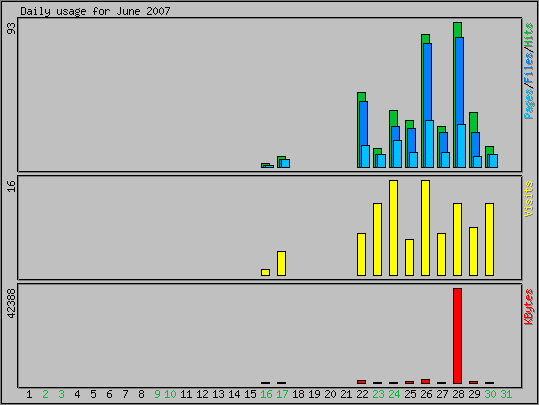 Daily usage for June 2007
93
Pages/Files/Hits
16
Visits
42388
KBytes
1 2 3 4 5 6 7 8 9 10 11 12 13 14 15 16 17 18 19 20 21 22 23 24 25 26 27 28 29 30 31